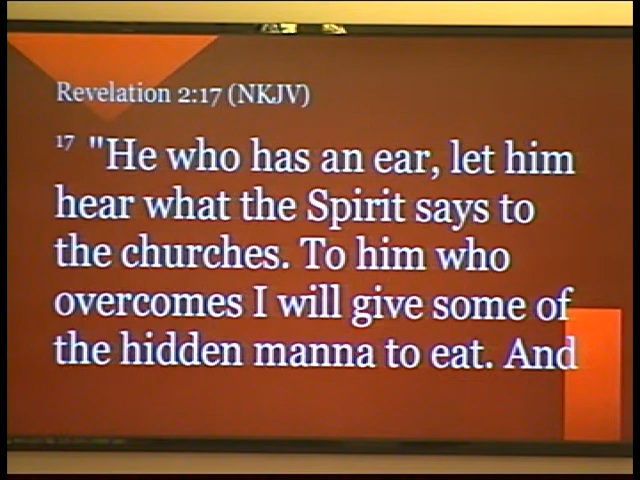 Revelation 2:17 (NKJV)
17 "He who has an ear, let him
hear what the Spirit says to
the churches. To him who
overcomes I will give some of
the hidden manna to eat. And